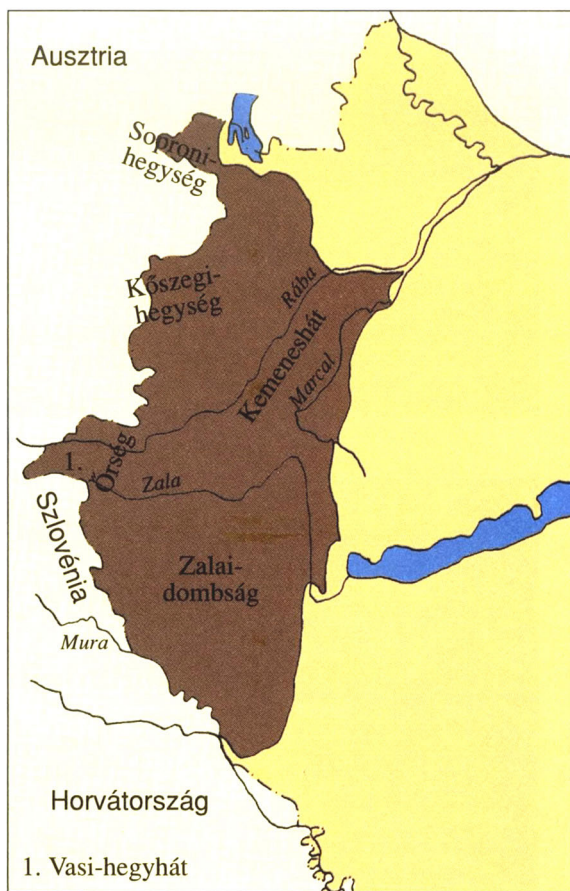 Ausztria
Soproni-
hegység
Kőszegi-
hegység
Rába
Kemeneshát
Marcal
1.
Őrség
Zala
Szlovénia
Zalai-
dombság
Mura
Horvátország
1. Vasi-hegyhát